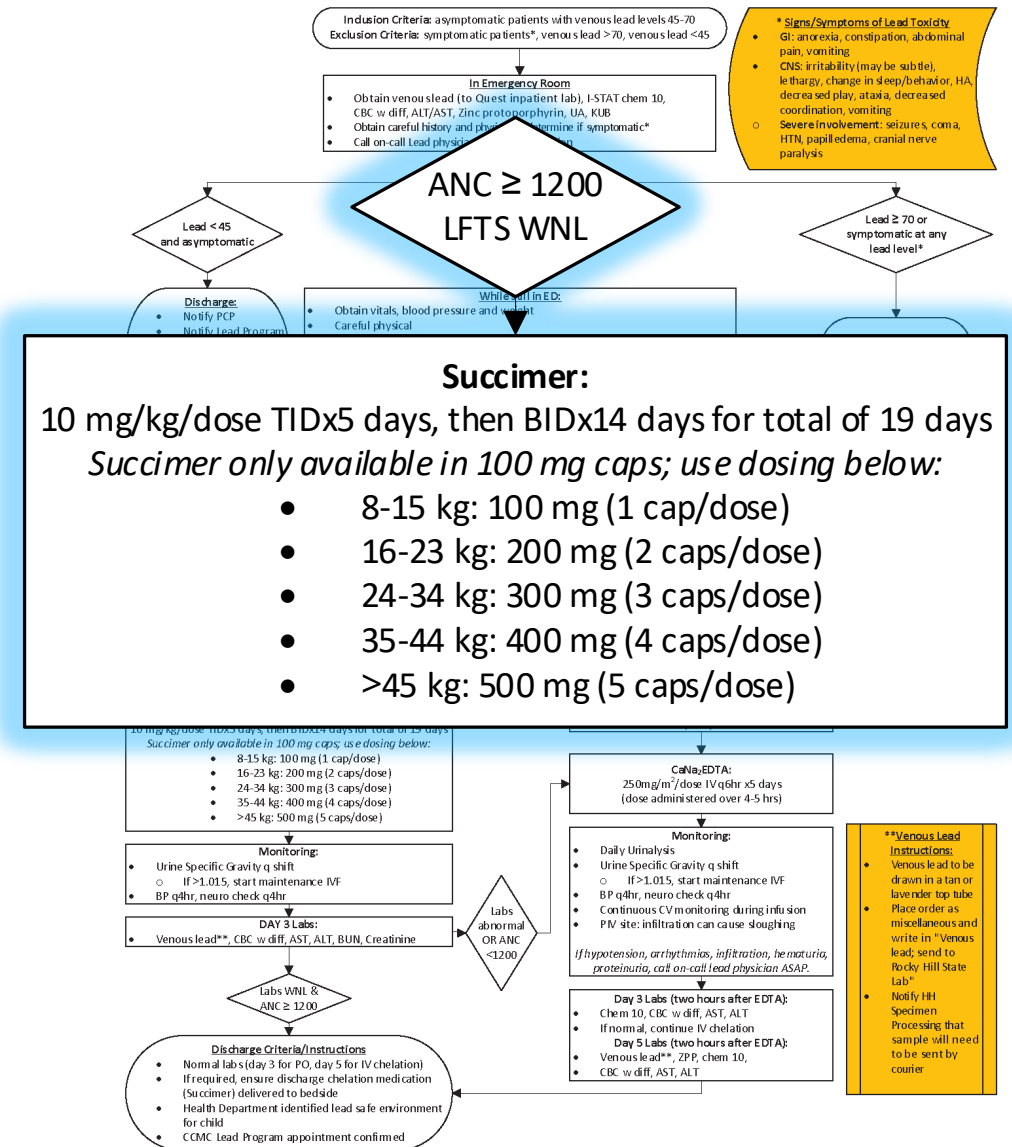 Inclusion Criteria: asymptomatic patients with venous lead levels 45-70
Exclusion Criteria: symptomatic patients*, venous lead >70, venous lead <45
* Signs/Symptoms of Lead Toxicity
• GI: anorexia, constipation, abdominal
pain, vomiting
• CNS: irritability (may be subtle),
lethargy, change in sleep/behavior, HA,
decreased play, ataxia, decreased
coordination, vomiting
o Severe involvement: seizures, coma,
HTN, papilledema, cranial nerve
paralysis
In Emergency Room
• Obtain venous lead (to Quest inpatient lab), I-STAT chem 10,
CBC w diff, ALT/AST, Zinc protoporphyrin, UA, KUB
• Obtain careful history and if symptomatic*
• Call on-call Lead
ANC ≥ 1200
LFTS WNL
Lead < 45
and asymptomatic
Lead ≥ 70 or
symptomatic at any
lead level*
Discharge:
• Notify PCP
• Notify Lead Program
While in ED:
• Obtain vitals, blood pressure and weight
• Careful physical
Succimer:
10 mg/kg/dose TIDx5 days, then BIDx14 days for total of 19 days
Succimer only available in 100 mg caps; use dosing below:
• 8-15 kg: 100 mg (1 cap/dose)
• 16-23 kg: 200 mg (2 caps/dose)
• 24-34 kg: 300 mg (3 caps/dose)
• 35-44 kg: 400 mg (4 caps/dose)
• >45 kg: 500 mg (5 caps/dose)
10 mg/kg/dose TIDx5 days, then BIDx14 days for total of 19 days
Succimer only available in 100 mg caps; use dosing below:
• 8-15 kg: 100 mg (1 cap/dose)
• 16-23 kg: 200 mg (2 caps/dose)
• 24-34 kg: 300 mg (3 caps/dose)
• 35-44 kg: 400 mg (4 caps/dose)
• >45 kg: 500 mg (5 caps/dose)
Monitoring:
• Urine Specific Gravity q shift
o If >1.015, start maintenance IVF
• BP q4hr, neuro check q4hr
DAY 3 Labs:
• Venous lead**, CBC w diff, AST, ALT, BUN, Creatinine
Labs
abnormal
OR ANC
<1200
Labs WNL &
ANC ≥ 1200
Discharge Criteria/Instructions
• Normal labs (day 3 for PO, day 5 for IV chelation)
• If required, ensure discharge chelation medication
(Succimer) delivered to bedside
• Health Department identified lead safe environment
for child
• CCMC Lead Program appointment confirmed
CaNa₂EDTA:
250mg/m²/dose IV q6hr x5 days
(dose administered over 4-5 hrs)
Monitoring:
• Daily Urinalysis
• Urine Specific Gravity q shift
o If >1.015, start maintenance IVF
• BP q4hr, neuro check q4hr
• Continuous CV monitoring during infusion
• PIV site: infiltration can cause sloughing
If hypotension, arrhythmias, infiltration, hematuria,
proteinuria, call on-call lead physician ASAP.
Day 3 Labs (two hours after EDTA):
• Chem 10, CBC w diff, AST, ALT
• If normal, continue IV chelation
Day 5 Labs (two hours after EDTA):
• Venous lead**, ZPP, chem 10,
• CBC w diff, AST, ALT
**Venous Lead
Instructions:
• Venous lead to be
drawn in a tan or
lavender top tube
• Place order as
miscellaneous and
write in "Venous
lead; send to
Rocky Hill State
Lab"
• Notify HH
Specimen
Processing that
sample will need
to be sent by
courier